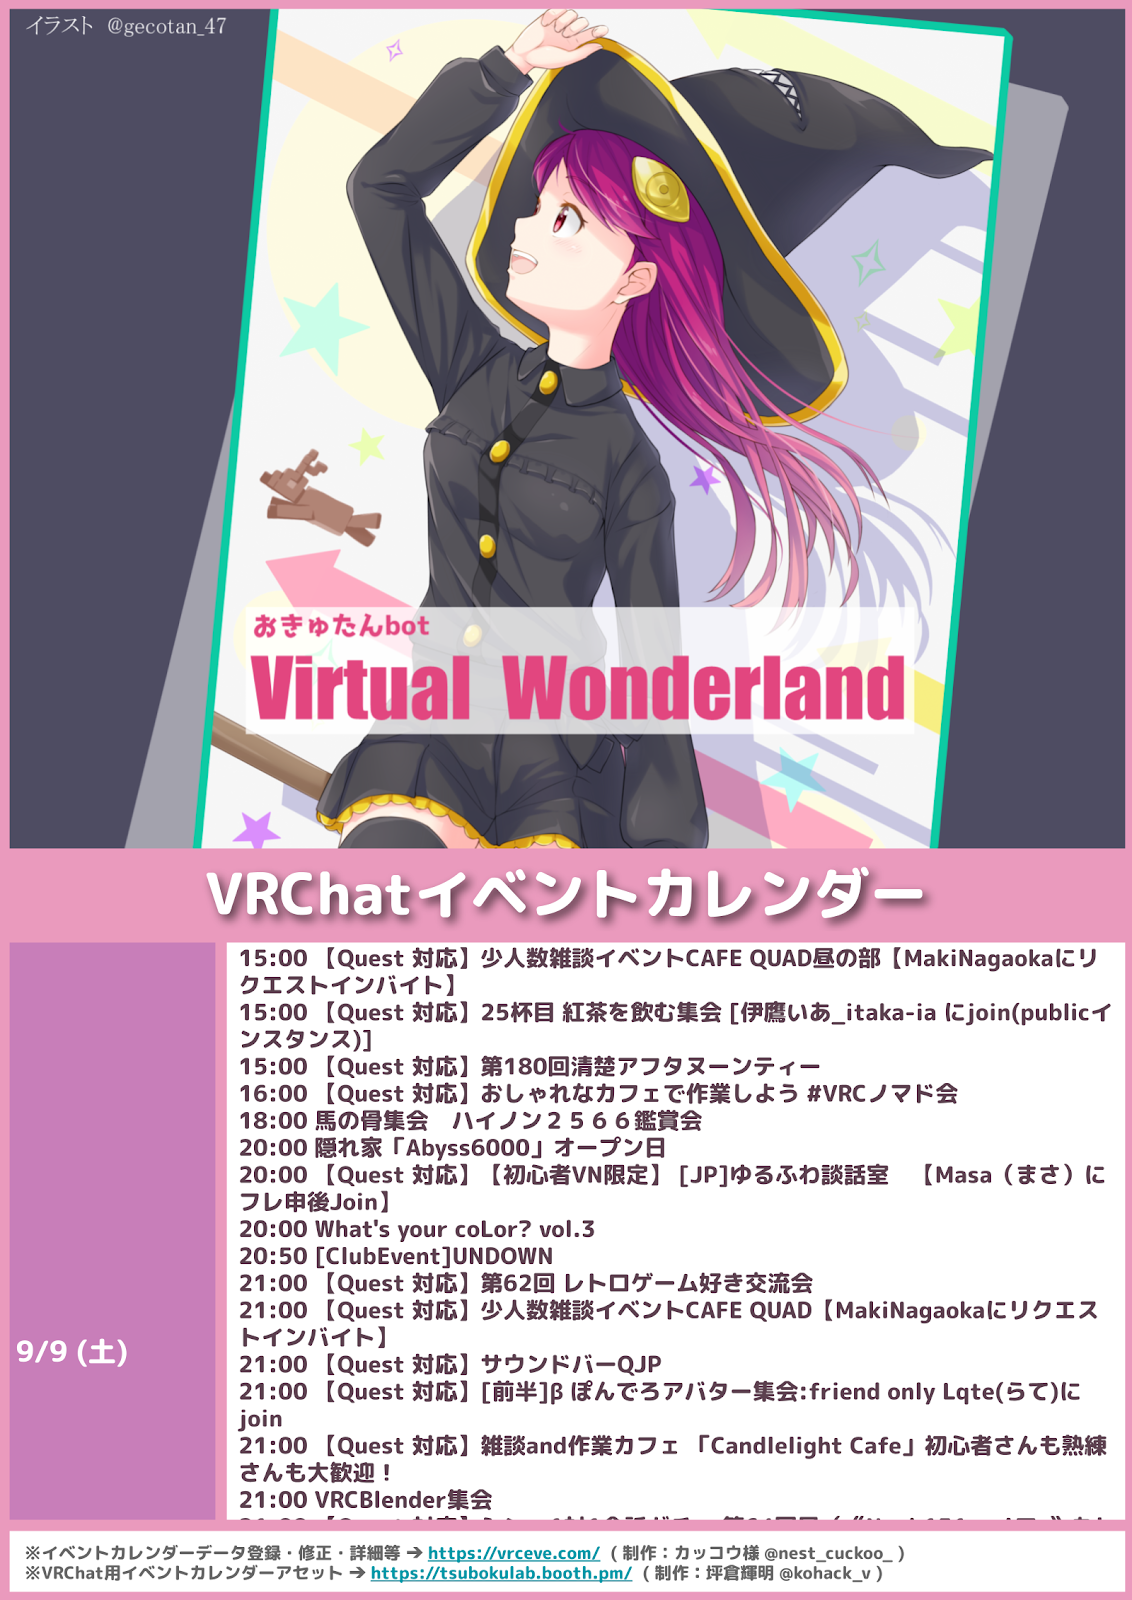 イラスト @gecotan_47
おきゅたんbot
Virtual Wonderland
VRChatイベントカレンダー
9/9 (土)
15:00 【Quest 対応】少人数雑談イベントCAFE QUAD昼の部【MakiNagaokaにリ
クエストインバイト】
15:00 【Quest 対応】25杯目 紅茶を飲む集会 [伊鷹いあ_itaka-ia にjoin(publicイ
ンスタンス)]
15:00 【Quest 対応】第180回清楚アフタヌーンティー
16:00 【Quest 対応】おしゃれなカフェで作業しよう #VRCノマド会
18:00 馬の骨集会　ハイノン２５６６鑑賞会
20:00 隠れ家「Abyss6000」オープン日
20:00 【Quest 対応】【初心者VN限定】 [JP]ゆるふわ談話室　【Masa（まさ）に
フレ申後Join】
20:00 What's your coLor? vol.3
20:50 [ClubEvent]UNDOWN
21:00 【Quest 対応】第62回 レトロゲーム好き交流会
21:00 【Quest 対応】少人数雑談イベントCAFE QUAD【MakiNagaokaにリクエス
トインバイト】
21:00 【Quest 対応】サウンドバーQJP
21:00 【Quest 対応】[前半]β ぽんでろアバター集会:friend only Lqte(らて)に
join
21:00 【Quest 対応】雑談and作業カフェ 「Candlelight Cafe」初心者さんも熟練
さんも大歓迎！
21:00 VRCBlender集会
※イベントカレンダーデータ登録・修正・詳細等 ➔ https://vrceve.com/ （制作：カッコウ様 @nest_cuckoo_ ）
※VRChat用イベントカレンダーアセット ➔ https://tsubokulab.booth.pm/ （制作：坪倉輝明 @kohack_v ）